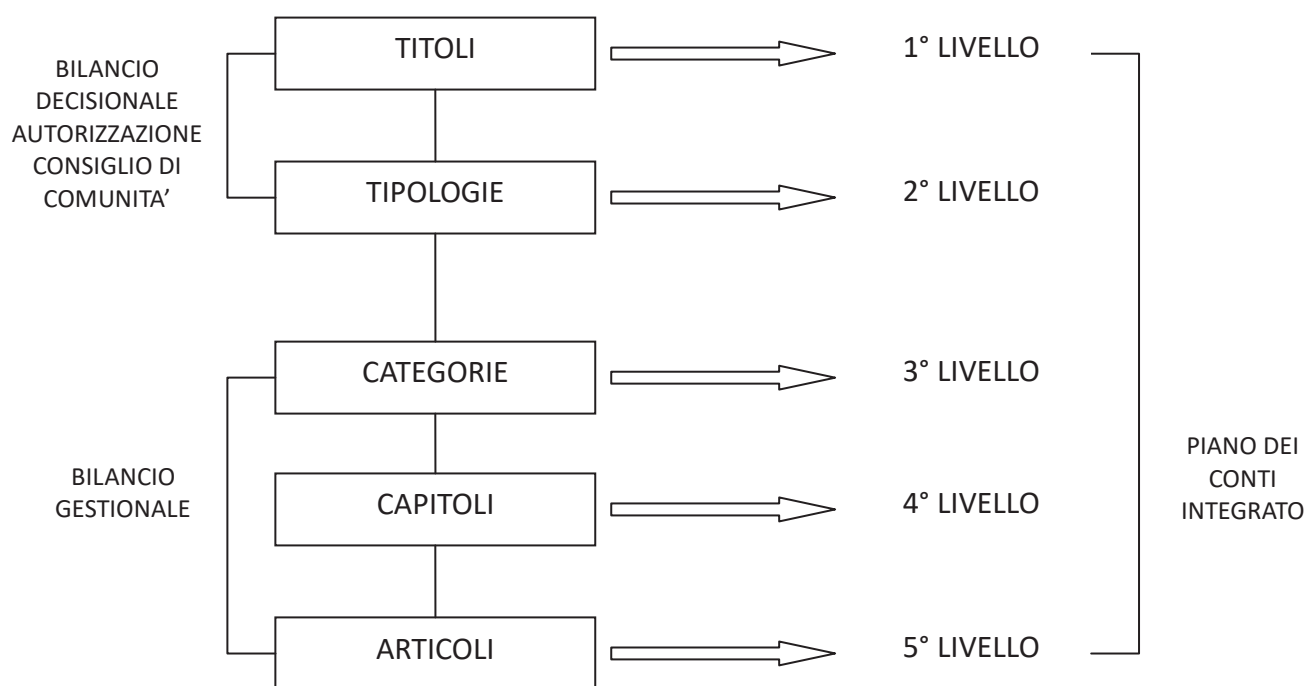 BILANCIO
DECISIONALE
AUTORIZZAZIONE
CONSIGLIO DI
COMUNITA’
TITOLI
1° LIVELLO
TIPOLOGIE
2° LIVELLO
BILANCIO
GESTIONALE
CATEGORIE
3° LIVELLO
CAPITOLI
4° LIVELLO
ARTICOLI
5° LIVELLO
PIANO DEI
CONTI
INTEGRATO